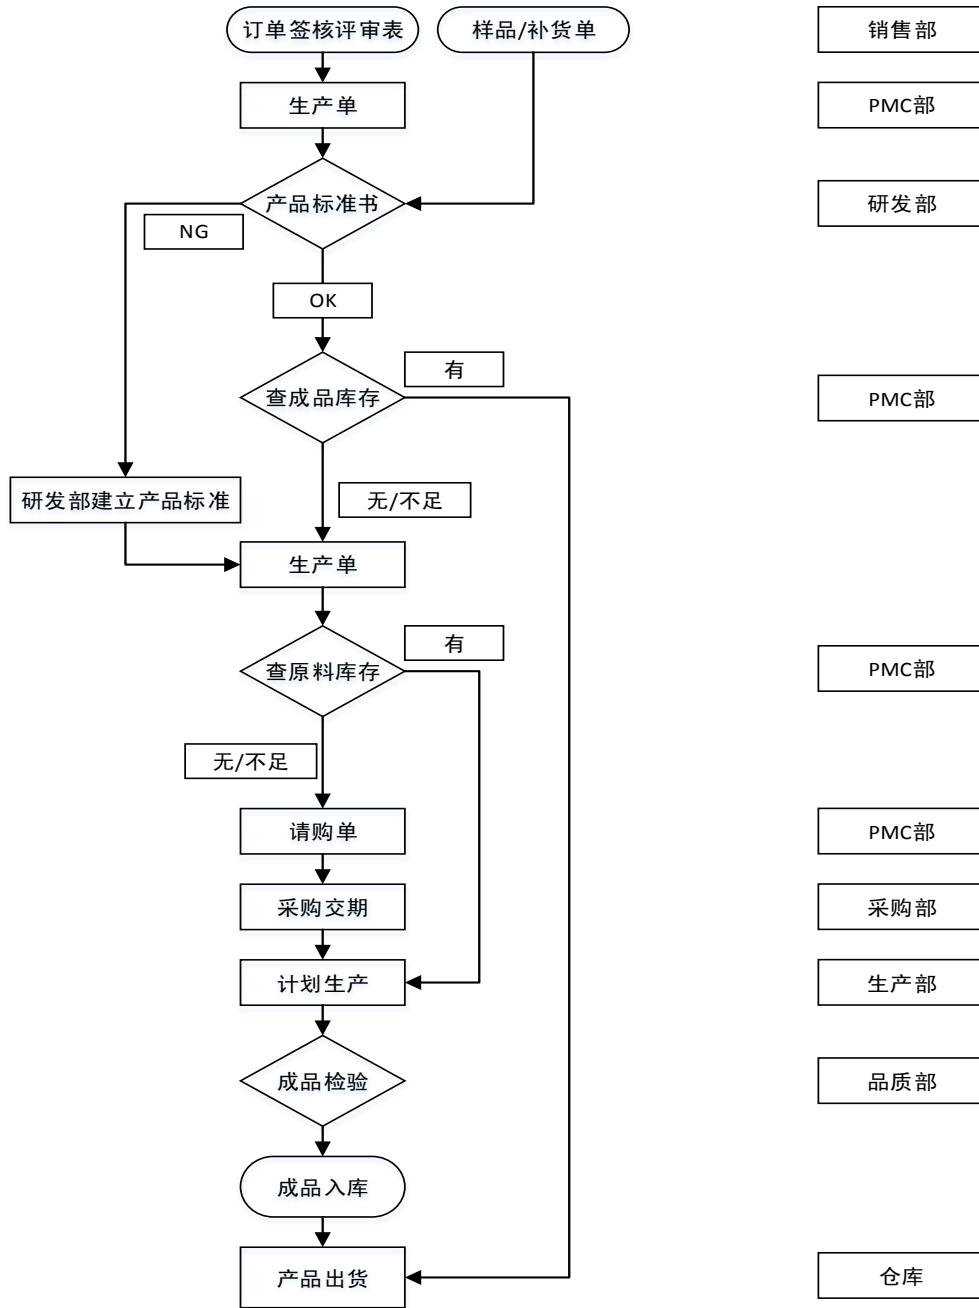 订单签核评审表
样品/补货单
销售部
生产单
PMC部
产品标准书
研发部
NG
OK
有
查成品库存
PMC部
研发部建立产品标准
无/不足
生产单
有
查原料库存
PMC部
无/不足
请购单
PMC部
采购交期
采购部
计划生产
生产部
成品检验
品质部
成品入库
产品出货
仓库